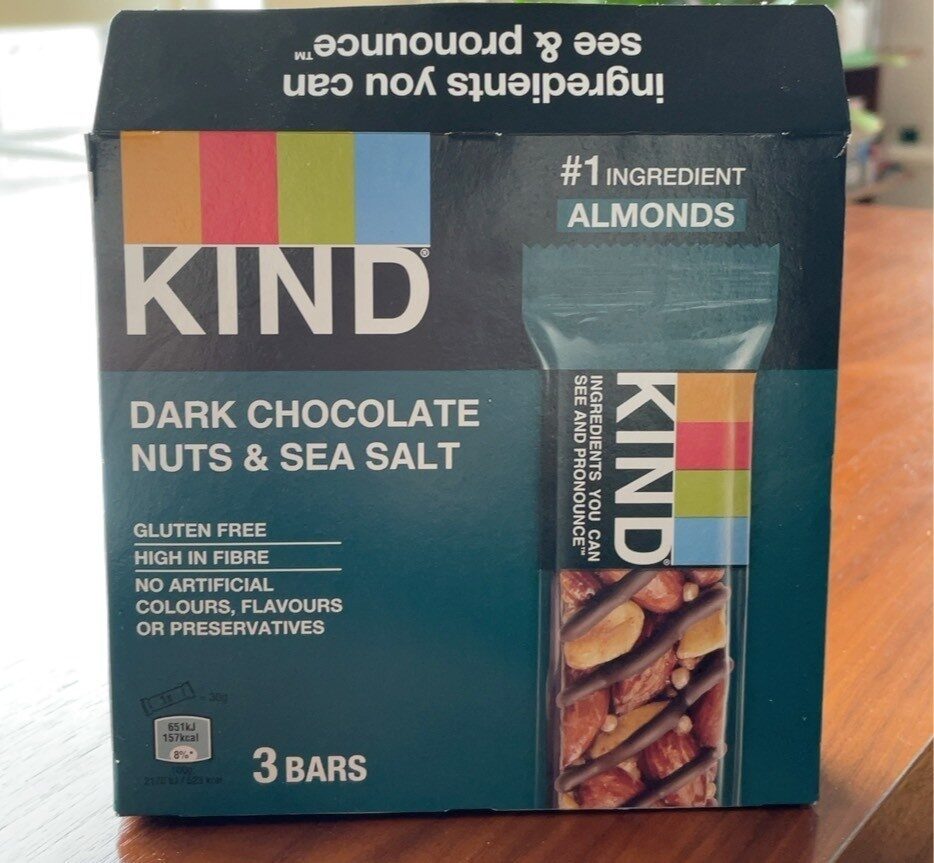 ingredients you can
see & pronounce™
KIND®
#1 INGREDIENT
ALMONDS
DARK CHOCOLATE
NUTS & SEA SALT
GLUTEN FREE
HIGH IN FIBRE
NO ARTIFICIAL
COLOURS, FLAVOURS
OR PRESERVATIVES
30g
651kJ
157kcal
8%*
3 BARS
KIND®
INGREDIENTS YOU CAN
SEE AND PRONOUNCE™